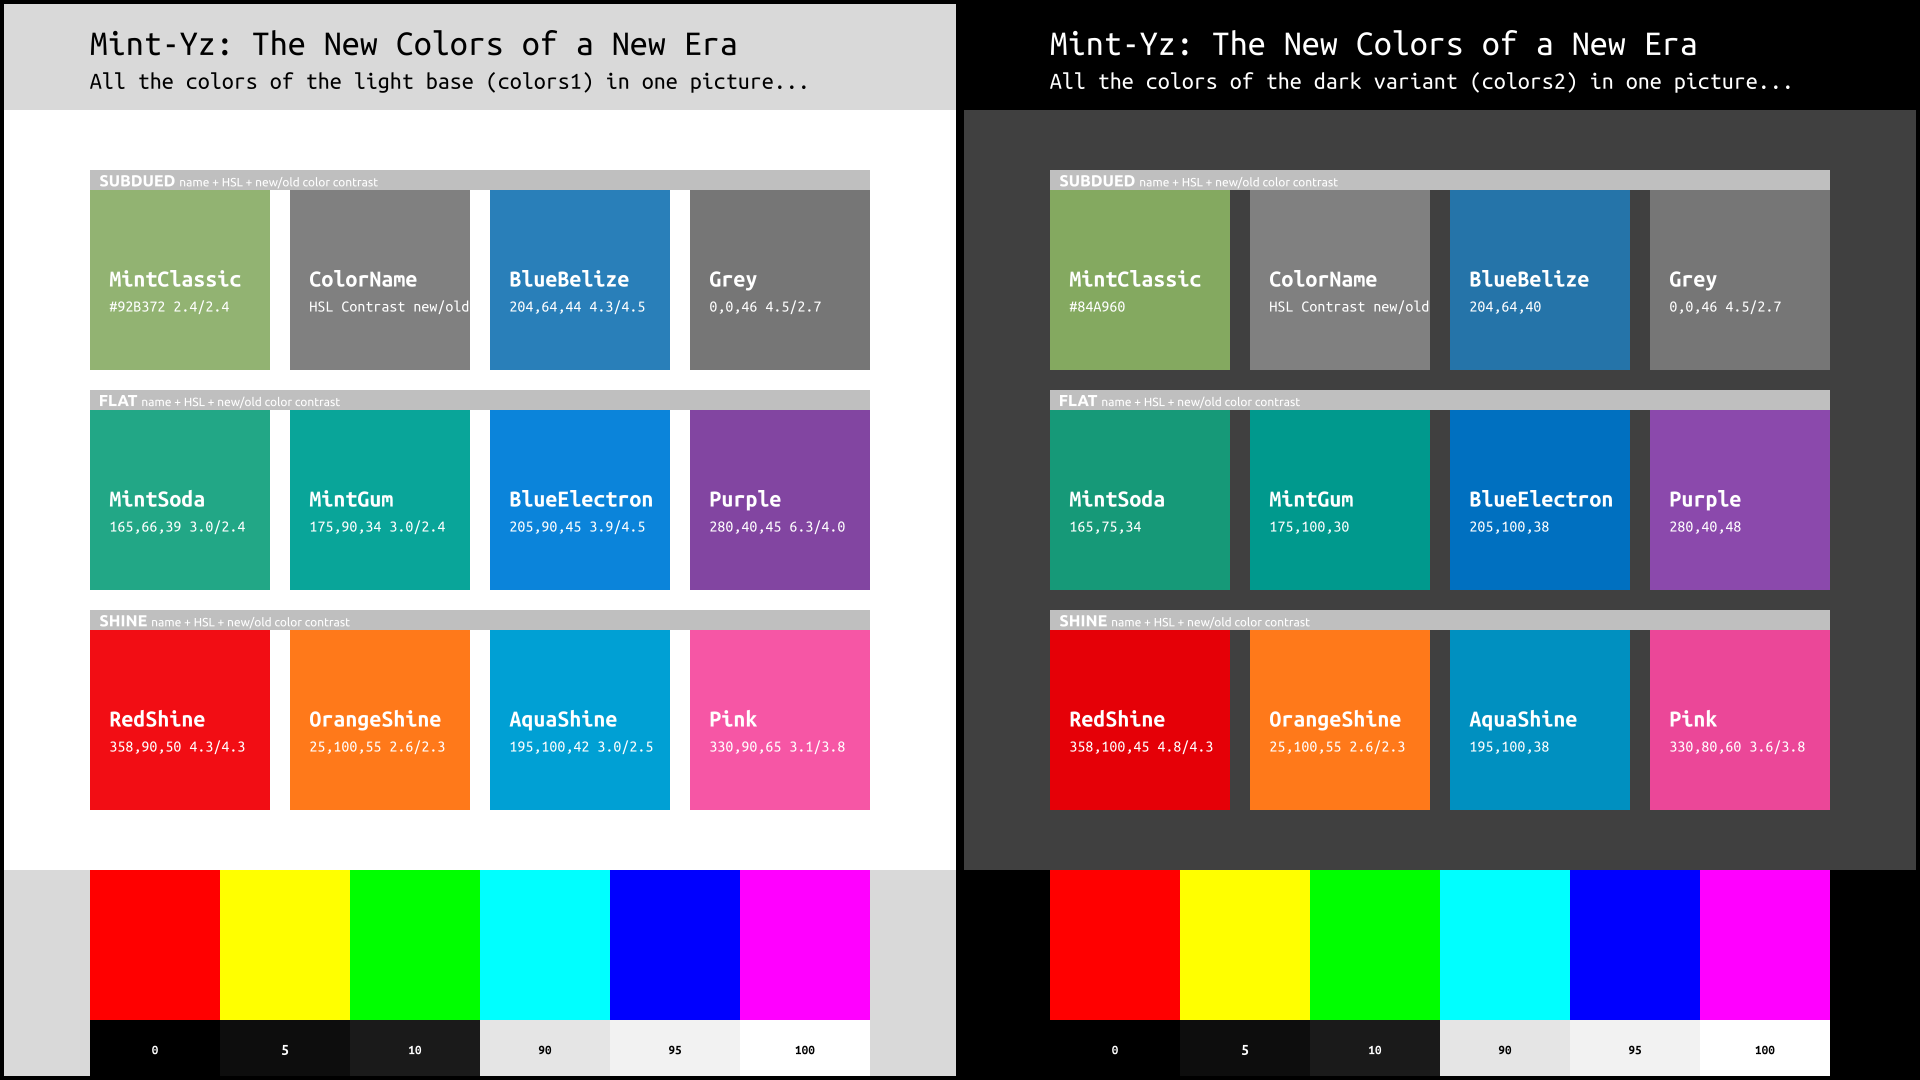 Mint-Yz: The New Colors of a New Era
All the colors of the light base (colors1) in one picture...
SUBDUED name + HSL + new/old color contrast
MintClassic
#92B372 2.4/2.4
ColorName
HSL Contrast new/old
BlueBelize
204,64,44 4.3/4.5
Grey
0,0,46 4.5/2.7
FLAT name + HSL + new/old color contrast
MintSoda
165,66,39 3.0/2.4
MintGum
175,90,34 3.0/2.4
BlueElectron
205,90,45 3.9/4.5
Purple
280,40,45 6.3/4.0
SHINE name + HSL + new/old color contrast
RedShine
358,90,50 4.3/4.3
OrangeShine
25,100,55 2.6/2.3
AquaShine
195,100,42 3.0/2.5
Pink
330,90,65 3.1/3.8
0 5 10 90 95 100
Mint-Yz: The New Colors of a New Era
All the colors of the dark variant (colors2) in one picture...
SUBDUED name + HSL + new/old color contrast
MintClassic
#84A960
ColorName
HSL Contrast new/old
BlueBelize
204,64,40
Grey
0,0,46 4.5/2.7
FLAT name + HSL + new/old color contrast
MintSoda
165,75,34
MintGum
175,100,30
BlueElectron
205,100,38
Purple
280,40,48
SHINE name + HSL + new/old color contrast
RedShine
358,100,45 4.8/4.3
OrangeShine
25,100,55 2.6/2.3
AquaShine
195,100,38
Pink
330,80,60 3.6/3.8
0 5 10 90 95 100